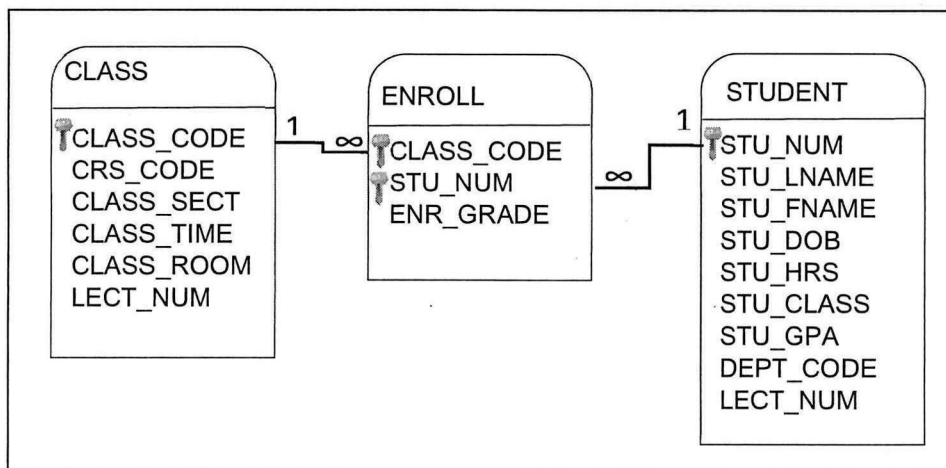 CLASS
CLASS_CODE
CRS_CODE
CLASS_SECT
CLASS_TIME
CLASS_ROOM
LECT_NUM
1
∞
ENROLL
CLASS_CODE
STU_NUM
ENR_GRADE
∞
1
STUDENT
STU_NUM
STU_LNAME
STU_FNAME
STU_DOB
STU_HRS
STU_CLASS
STU_GPA
DEPT_CODE
LECT_NUM